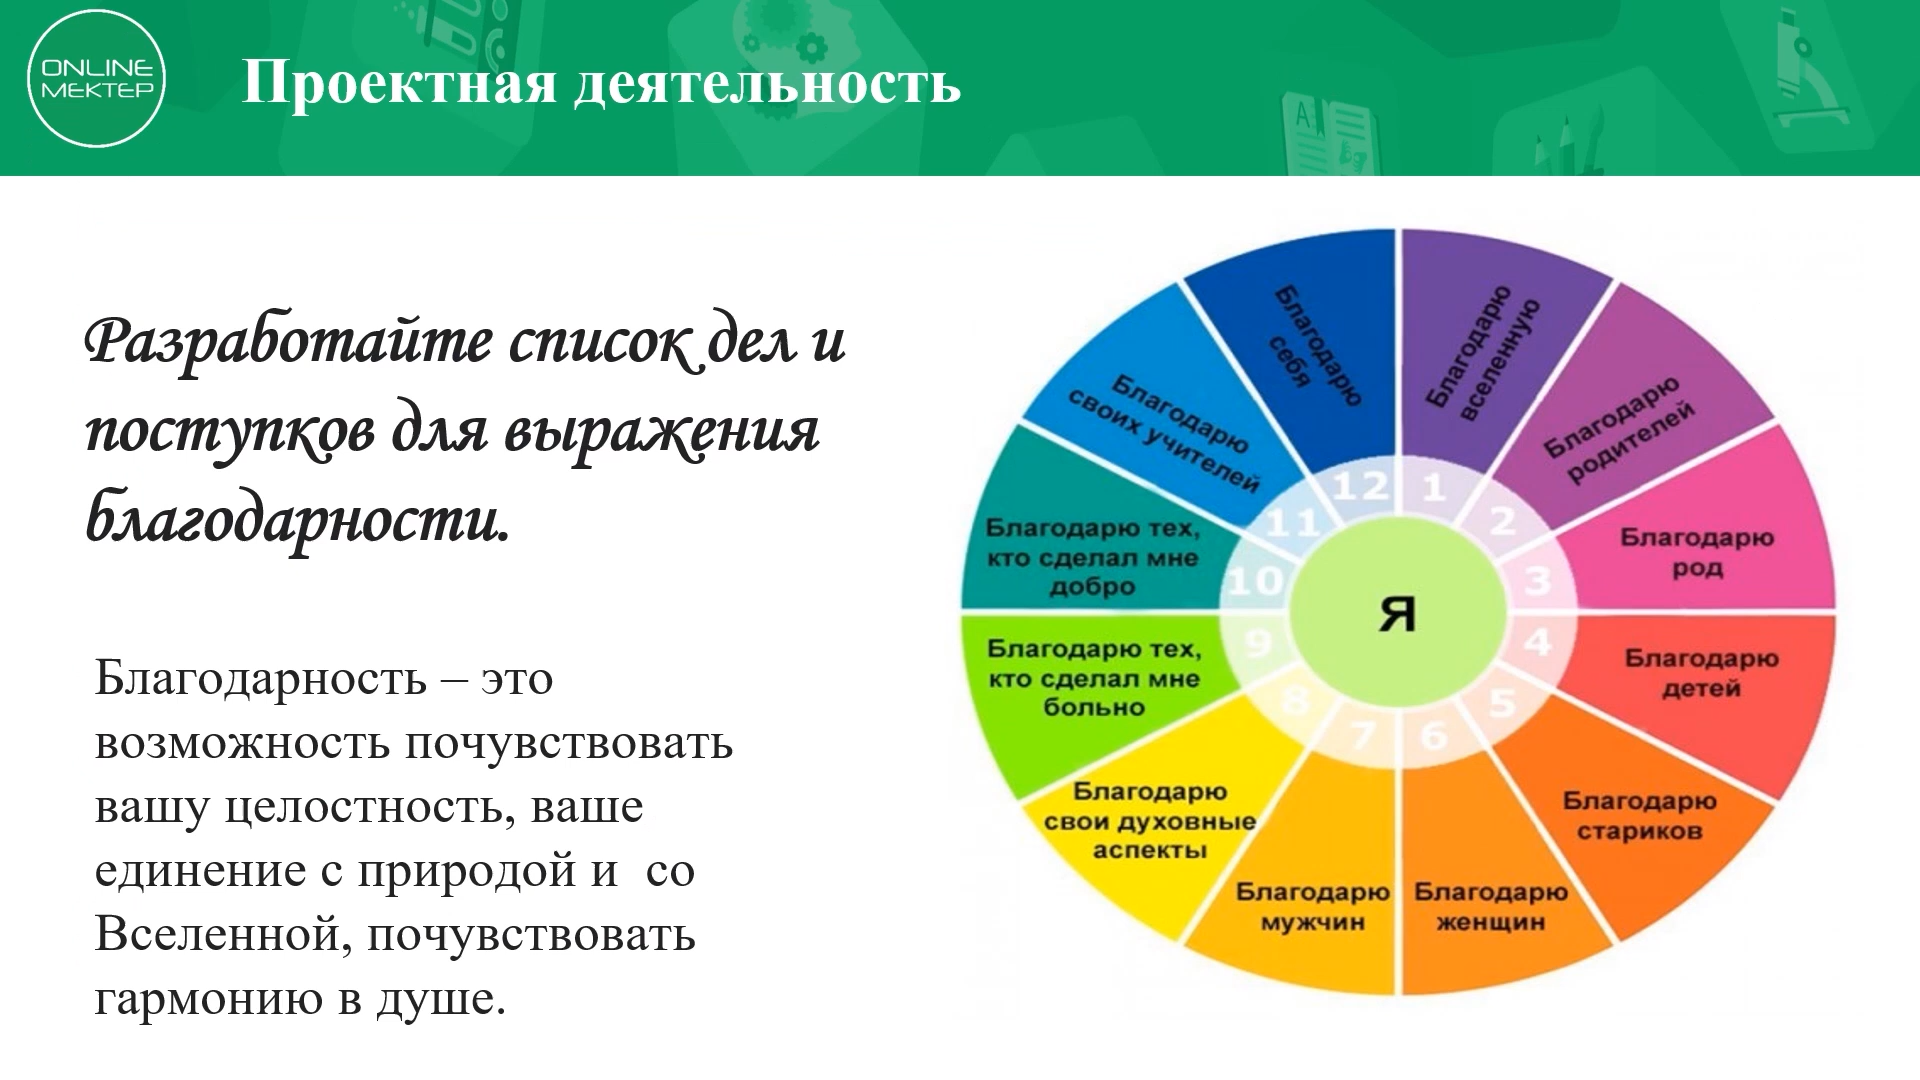 ONLINE
МЕКТЕР
Проектная деятельность
Разработайте список дел и
поступков для выражения
благодарности.
Благодарность – это
возможность почувствовать
вашу целостность, ваше
единение с природой и  со
Вселенной, почувствовать
гармонию в душе.
Благодарю
вселенную
Благодарю
родителей
Благодарю
род
Благодарю
детей
Благодарю
стариков
Благодарю
женщин
Благодарю
мужчин
Благодарю
свои духовные
аспекты
Благодарю тех,
кто сделал мне
больно
Благодарю тех,
кто сделал мне
добро
Благодарю
своих учителей
Благодарю
себя
1
2
3
4
5
6
7
8
9
10
11
12
Я